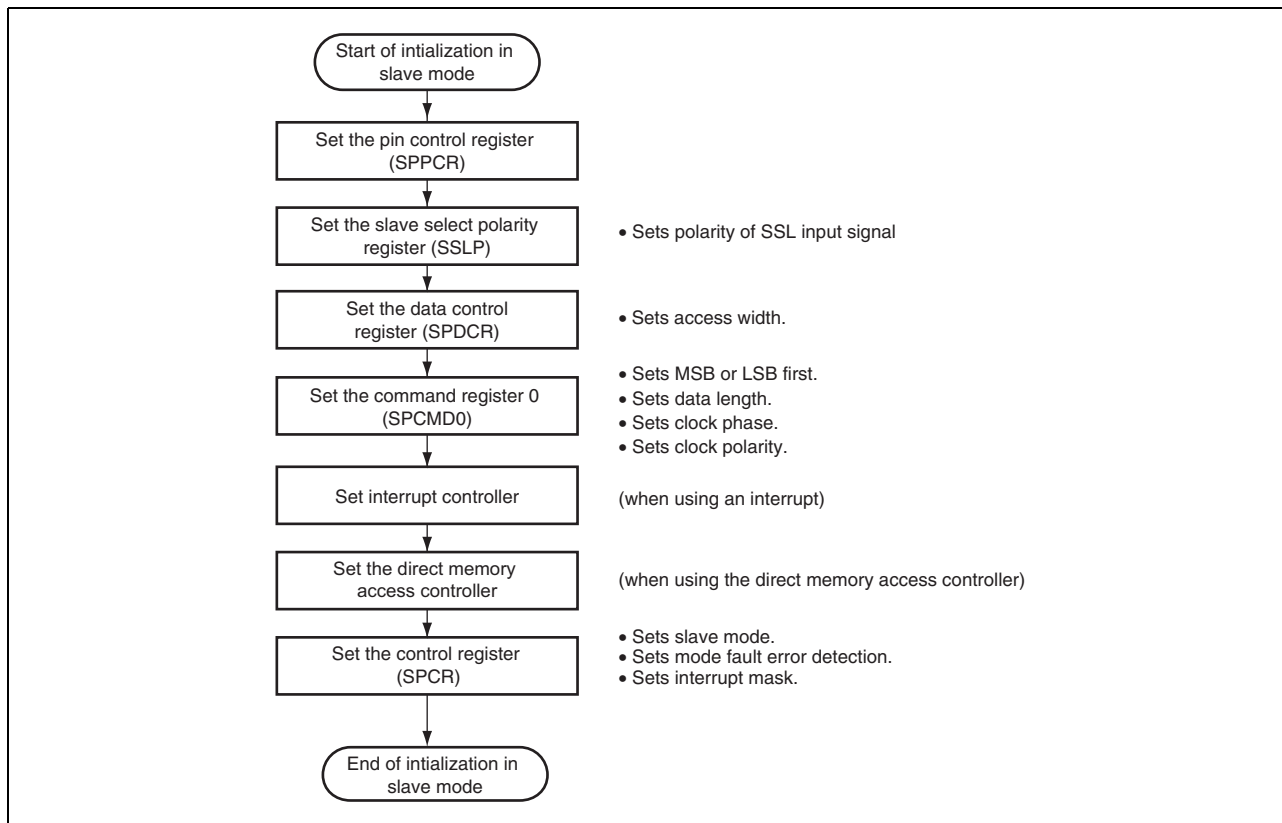 Start of intialization in
slave mode
Set the pin control register
(SPPCR)
Set the slave select polarity
register (SSLP)
• Sets polarity of SSL input signal
Set the data control
register (SPDCR)
• Sets access width.
Set the command register 0
(SPCMD0)
• Sets MSB or LSB first.
• Sets data length.
• Sets clock phase.
• Sets clock polarity.
Set interrupt controller
(when using an interrupt)
Set the direct memory
access controller
(when using the direct memory access controller)
Set the control register
(SPCR)
• Sets slave mode.
• Sets mode fault error detection.
• Sets interrupt mask.
End of intialization in
slave mode